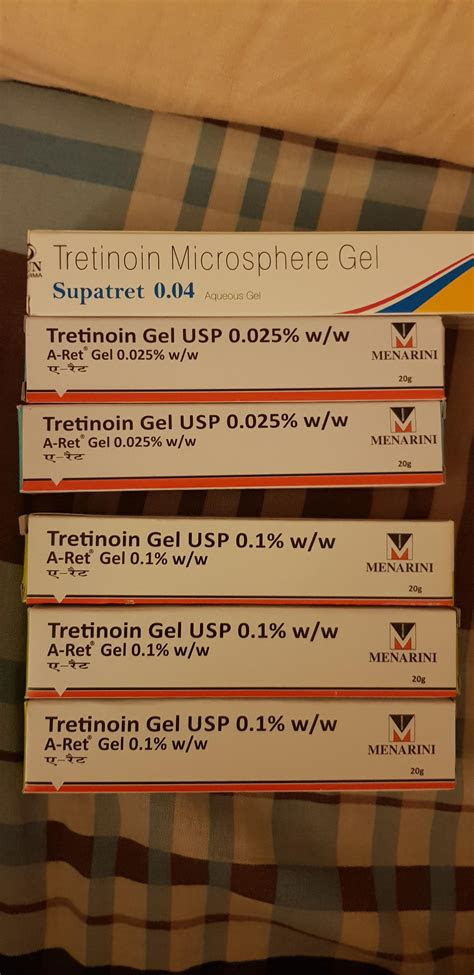 UN
Tretinoin Microsphere Gel
Supatret 0.04 Aqueous Gel
Tretinoin Gel USP 0.025% w/w
A-Ret® Gel 0.025% w/w
ए-रैट
MENARINI
20g
Tretinoin Gel USP 0.025% w/w
A-Ret® Gel 0.025% w/w
ए-रैट
MENARINI
20g
Tretinoin Gel USP 0.1% w/w
A-Ret® Gel 0.1% w/w
ए-रैट
MENARINI
20g
Tretinoin Gel USP 0.1% w/w
A-Ret® Gel 0.1% w/w
ए-रैट
MENARINI
20g
Tretinoin Gel USP 0.1% w/w
A-Ret® Gel 0.1% w/w
ए-रैट
MENARINI
20g